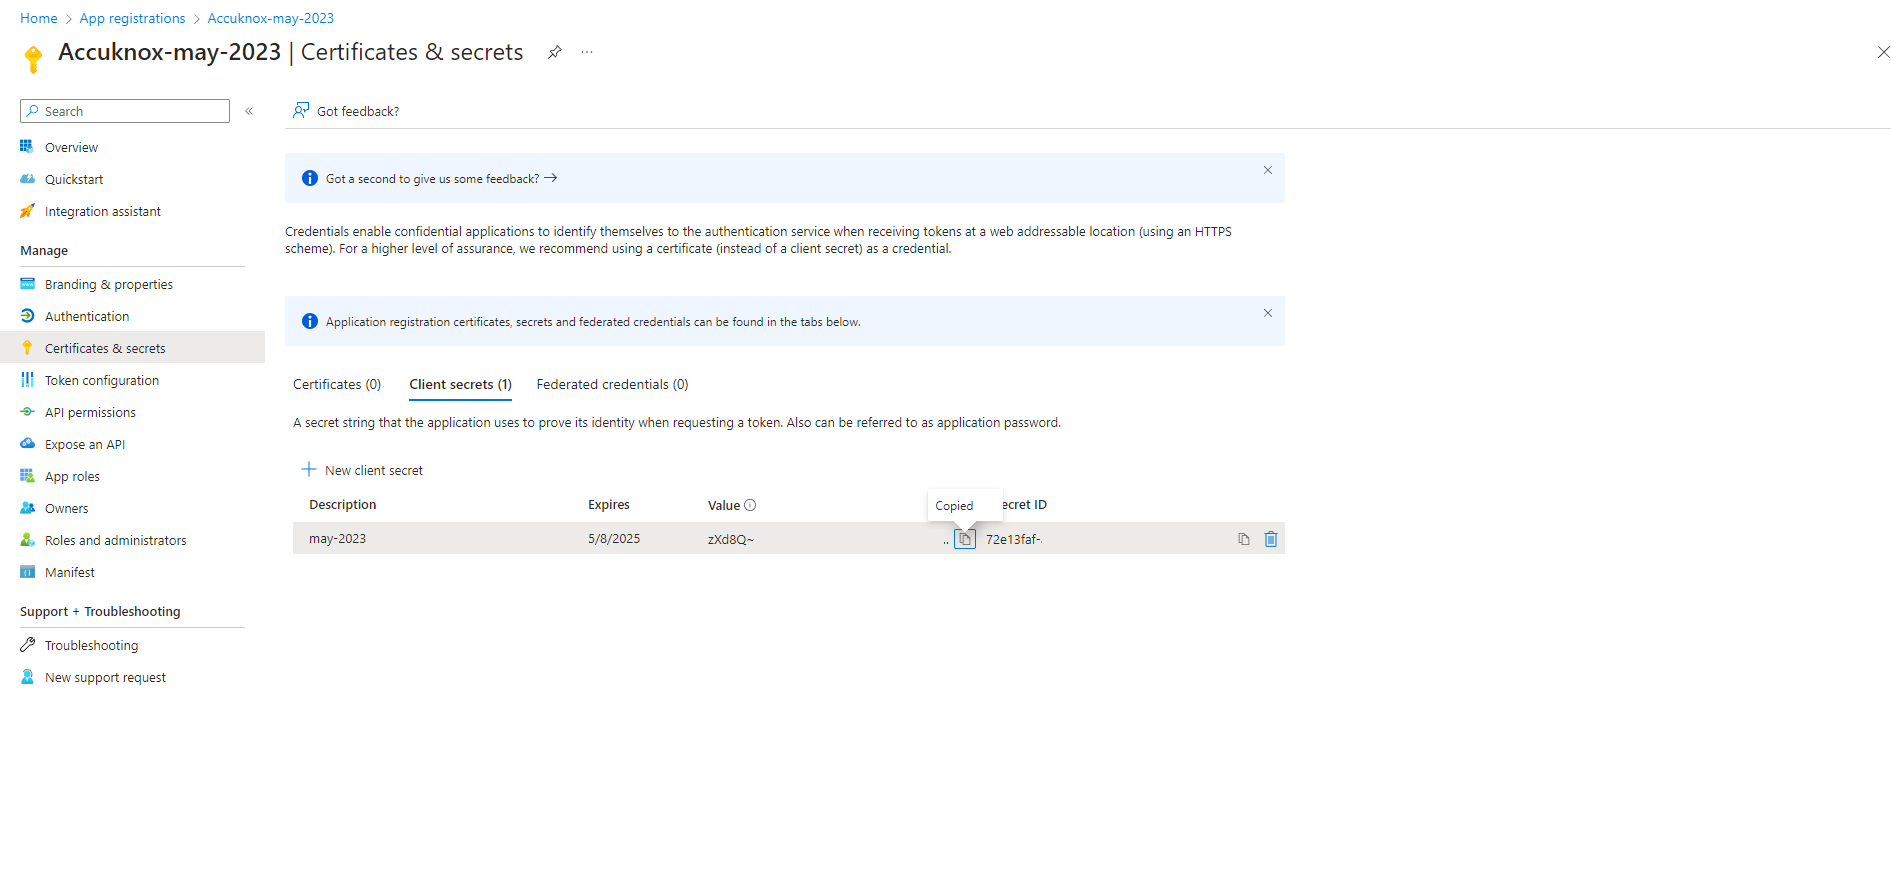 Home > App registrations > Accuknox-may-2023
Accuknox-may-2023 | Certificates & secrets
Search
Overview
Quickstart
Integration assistant
Manage
Branding & properties
Authentication
Certificates & secrets
Token configuration
API permissions
Expose an API
App roles
Owners
Roles and administrators
Manifest
Support + Troubleshooting
Troubleshooting
New support request
Got feedback?
Got a second to give us some feedback? →
Credentials enable confidential applications to identify themselves to the authentication service when receiving tokens at a web addressable location (using an HTTPS
scheme). For a higher level of assurance, we recommend using a certificate (instead of a client secret) as a credential.
Application registration certificates, secrets and federated credentials can be found in the tabs below.
Certificates (0) Client secrets (1) Federated credentials (0)
A secret string that the application uses to prove its identity when requesting a token. Also can be referred to as application password.
New client secret
Copied
Description Expires Value ecret ID
may-2023 5/8/2025 zXd8Q~ .. 72e13faf-